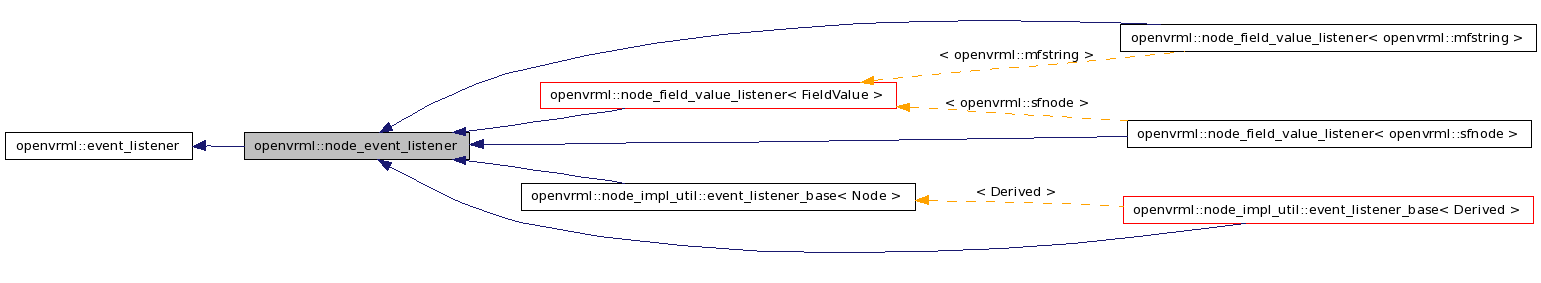 openvrml::node_field_value_listener< openvrml::mfstring >
< openvrml::mfstring >
openvrml::node_field_value_listener< FieldValue >
< openvrml::sfnode >
openvrml::node_field_value_listener< openvrml::sfnode >
openvrml::event_listener
openvrml::node_event_listener
< Derived >
openvrml::node_impl_util::event_listener_base< Node >
openvrml::node_impl_util::event_listener_base< Derived >